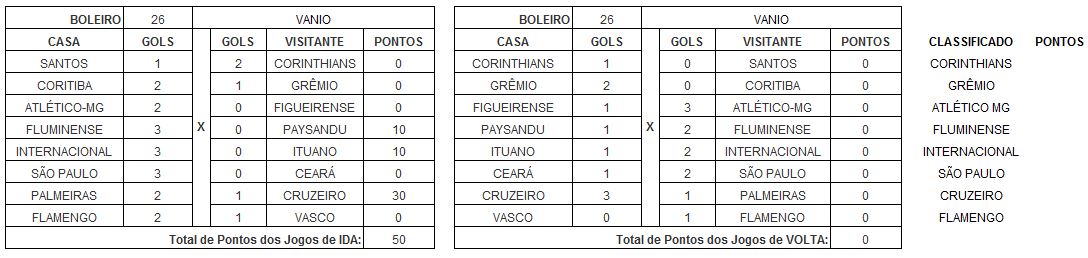 BOLEIRO 26 VANIO BOLEIRO 26 VANIO
CASA GOLS GOLS VISITANTE PONTOS CASA GOLS GOLS VISITANTE PONTOS CLASSIFICADO PONTOS
SANTOS 1 2 CORINTHIANS 0 CORINTHIANS 1 0 SANTOS 0 CORINTHIANS
CORITIBA 2 1 GRÊMIO 0 GRÊMIO 2 0 CORITIBA 0 GRÊMIO
ATLÉTICO-MG 2 0 FIGUEIRENSE 0 FIGUEIRENSE 1 3 ATLÉTICO-MG 0 ATLÉTICO MG
FLUMINENSE 3 X 0 PAYSANDU 10 PAYSANDU 1 X 2 FLUMINENSE 0 FLUMINENSE
INTERNACIONAL 3 0 ITUANO 10 ITUANO 1 2 INTERNACIONAL 0 INTERNACIONAL
SÃO PAULO 3 0 CEARÁ 0 CEARÁ 1 2 SÃO PAULO 0 SÃO PAULO
PALMEIRAS 2 1 CRUZEIRO 30 CRUZEIRO 3 1 PALMEIRAS 0 CRUZEIRO
FLAMENGO 2 1 VASCO 0 VASCO 0 1 FLAMENGO 0 FLAMENGO
Total de Pontos dos Jogos de IDA: 50 Total de Pontos dos Jogos de VOLTA: 0